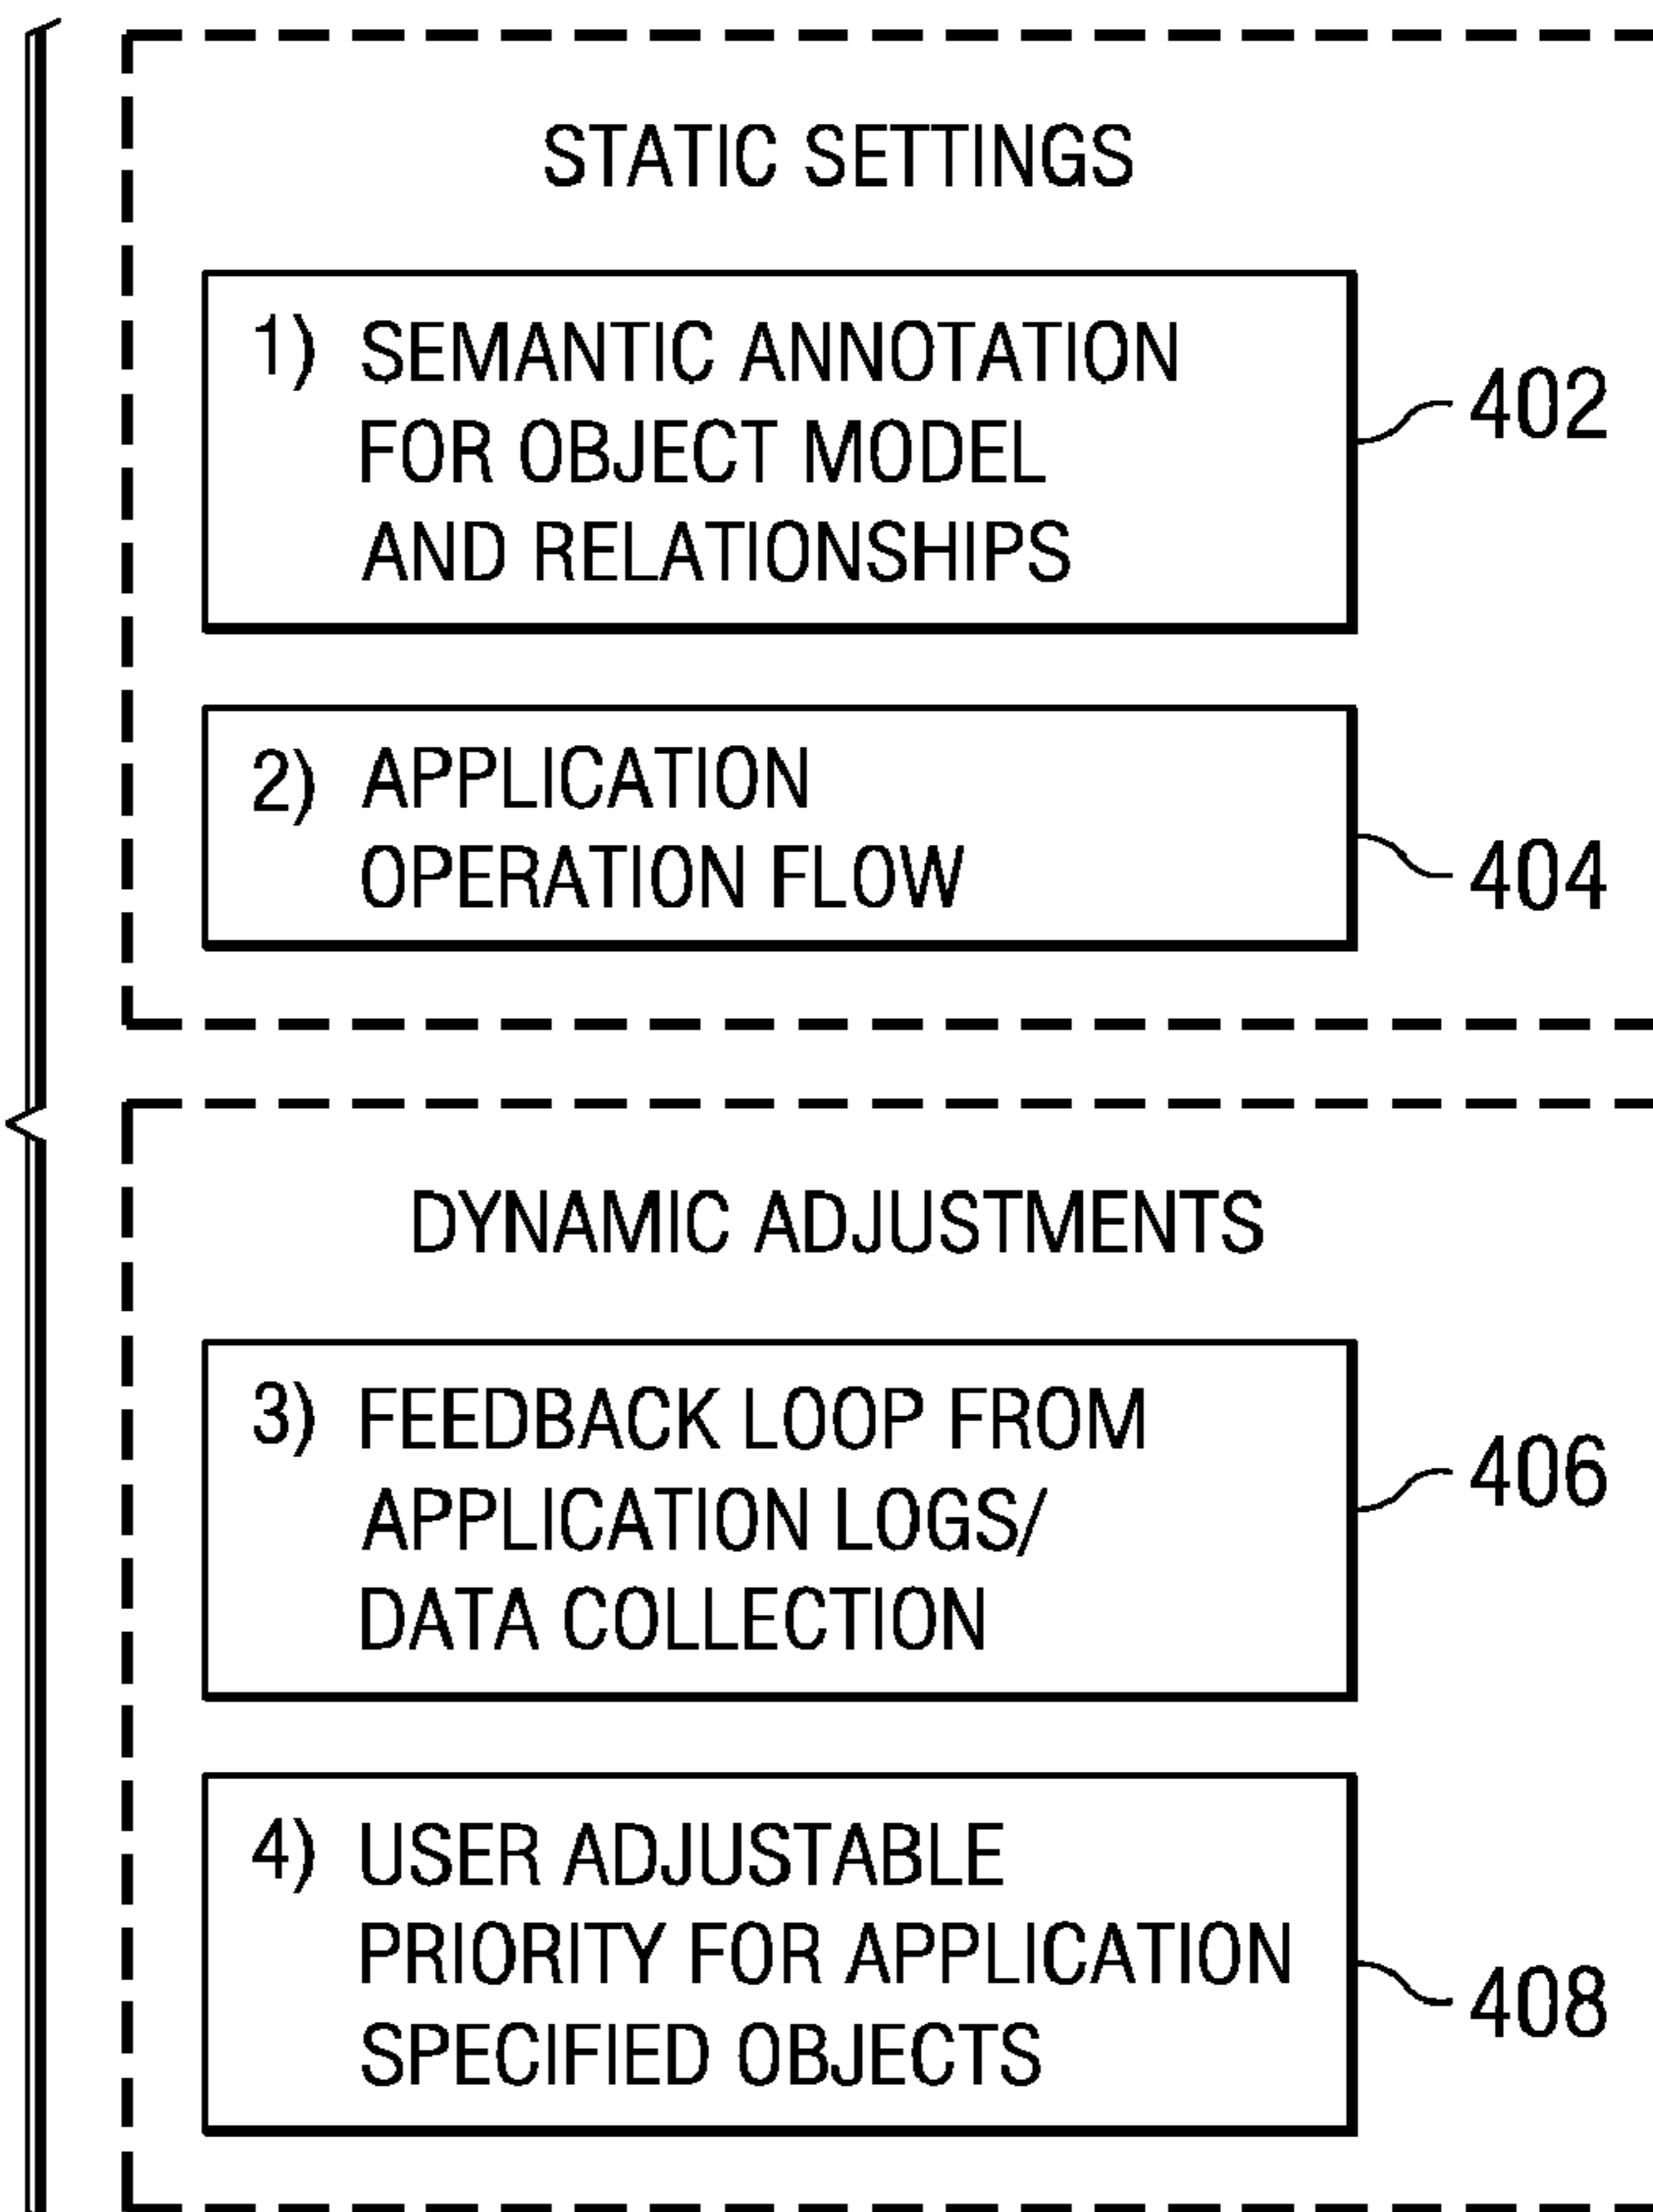 STATIC SETTINGS
1) SEMANTIC ANNOTATION
FOR OBJECT MODEL
AND RELATIONSHIPS
402
2) APPLICATION
OPERATION FLOW
404
DYNAMIC ADJUSTMENTS
3) FEEDBACK LOOP FROM
APPLICATION LOGS/
DATA COLLECTION
406
4) USER ADJUSTABLE
PRIORITY FOR APPLICATION
SPECIFIED OBJECTS
408